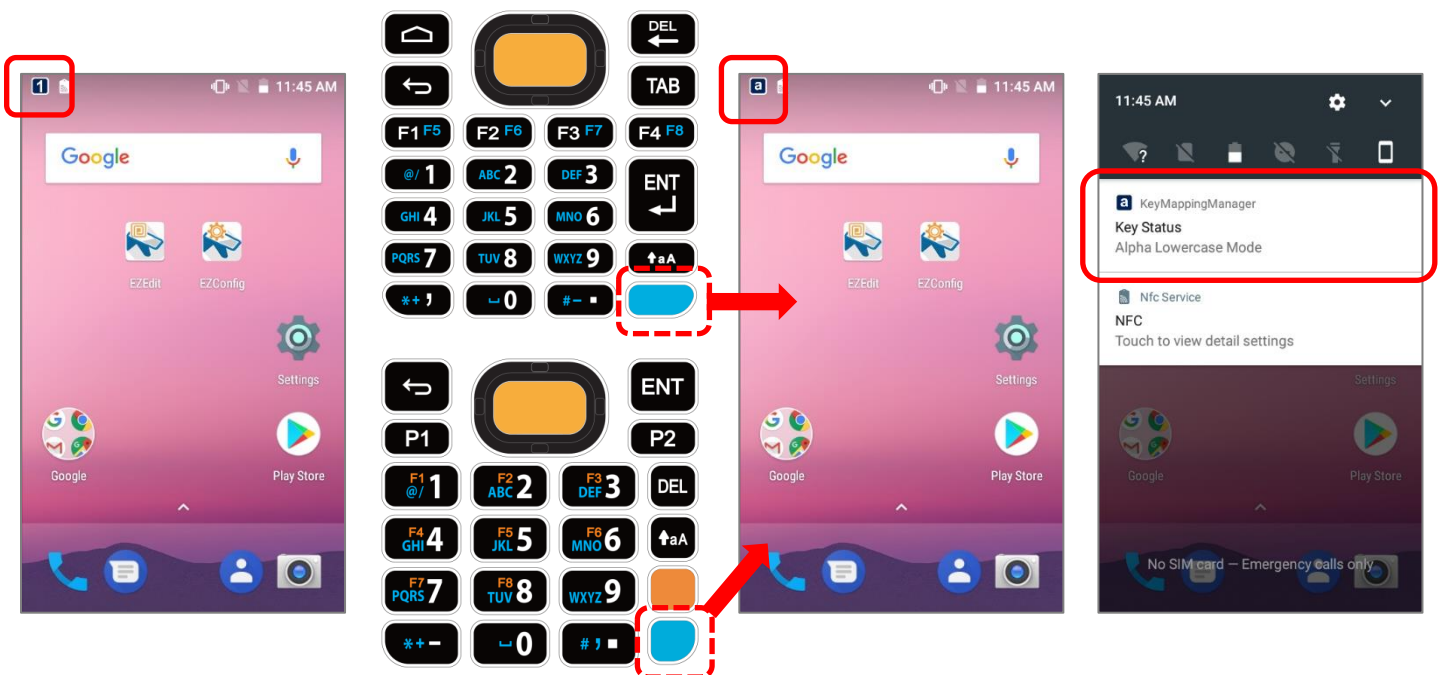 1 11:45 AM
Google
EZEdit EZConfig
Settings
Google Play Store
DEL
TAB
F1 F5 F2 F6 F3 F7 F4 F8
@/ 1 ABC 2 DEF 3 ENT
GHI 4 JKL 5 MNO 6
PQRS 7 TUV 8 WXYZ 9 aA
*+ , 0 #- .
ENT
P1 P2
F1 @/ 1 F2 ABC 2 F3 DEF 3 DEL
F4 GHI 4 F5 JKL 5 F6 MNO 6 aA
F7 PQRS 7 F8 TUV 8 WXYZ 9
*+ - 0 # , .
a 11:45 AM
Google
EZEdit EZConfig
Settings
Google Play Store
11:45 AM
?
a KeyMappingManager
Key Status
Alpha Lowercase Mode
Nfc Service
NFC
Touch to view detail settings
Settings
Google Play Store
No SIM card — Emergency calls only